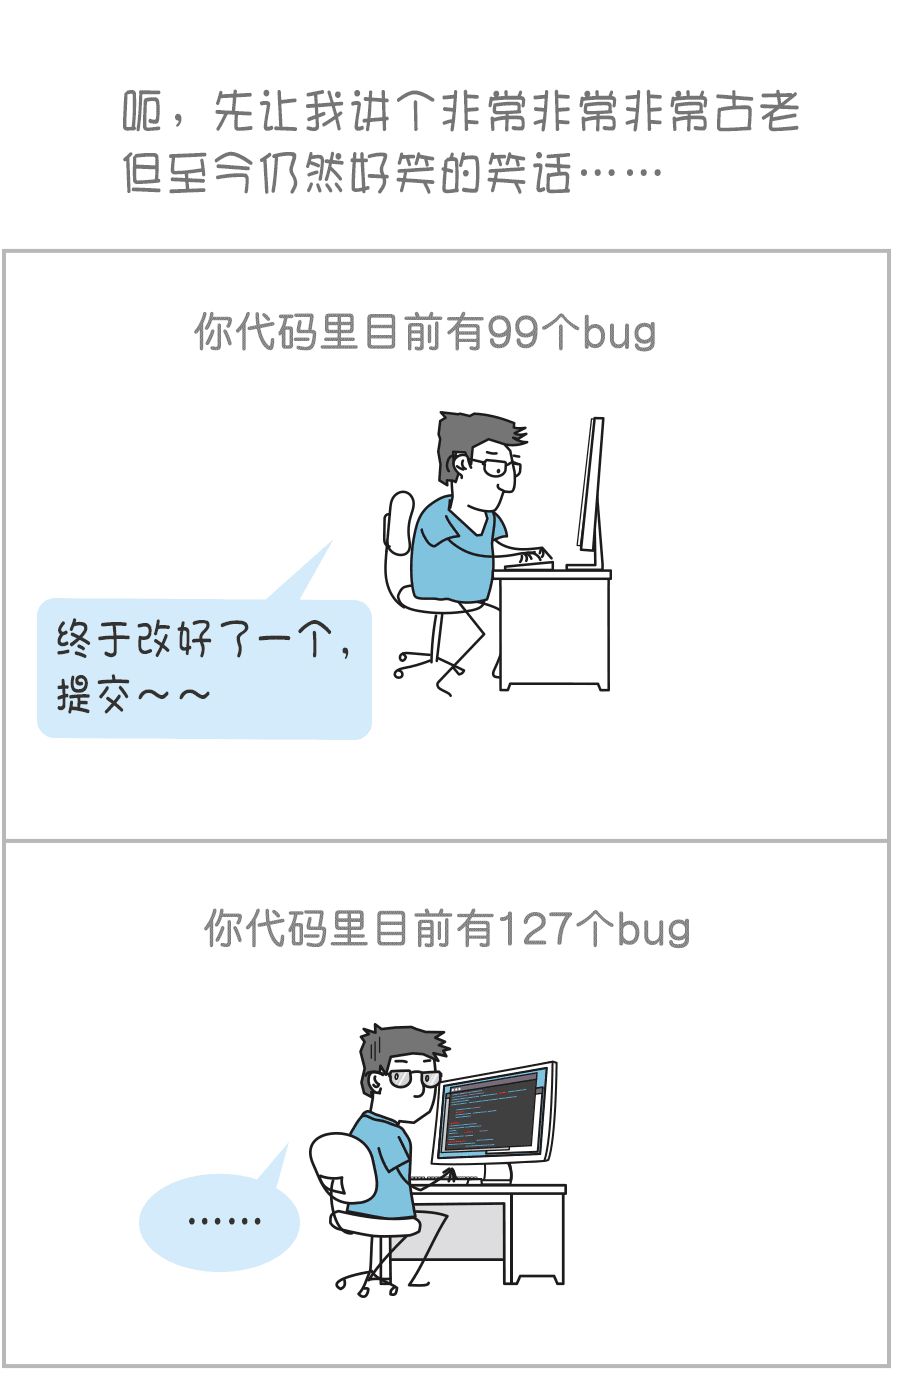 呃，先让我讲个非常非常非常古老
但至今仍然好笑的笑话……
你代码里目前有99个bug
终于改好了一个，
提交～～
你代码里目前有127个bug
……